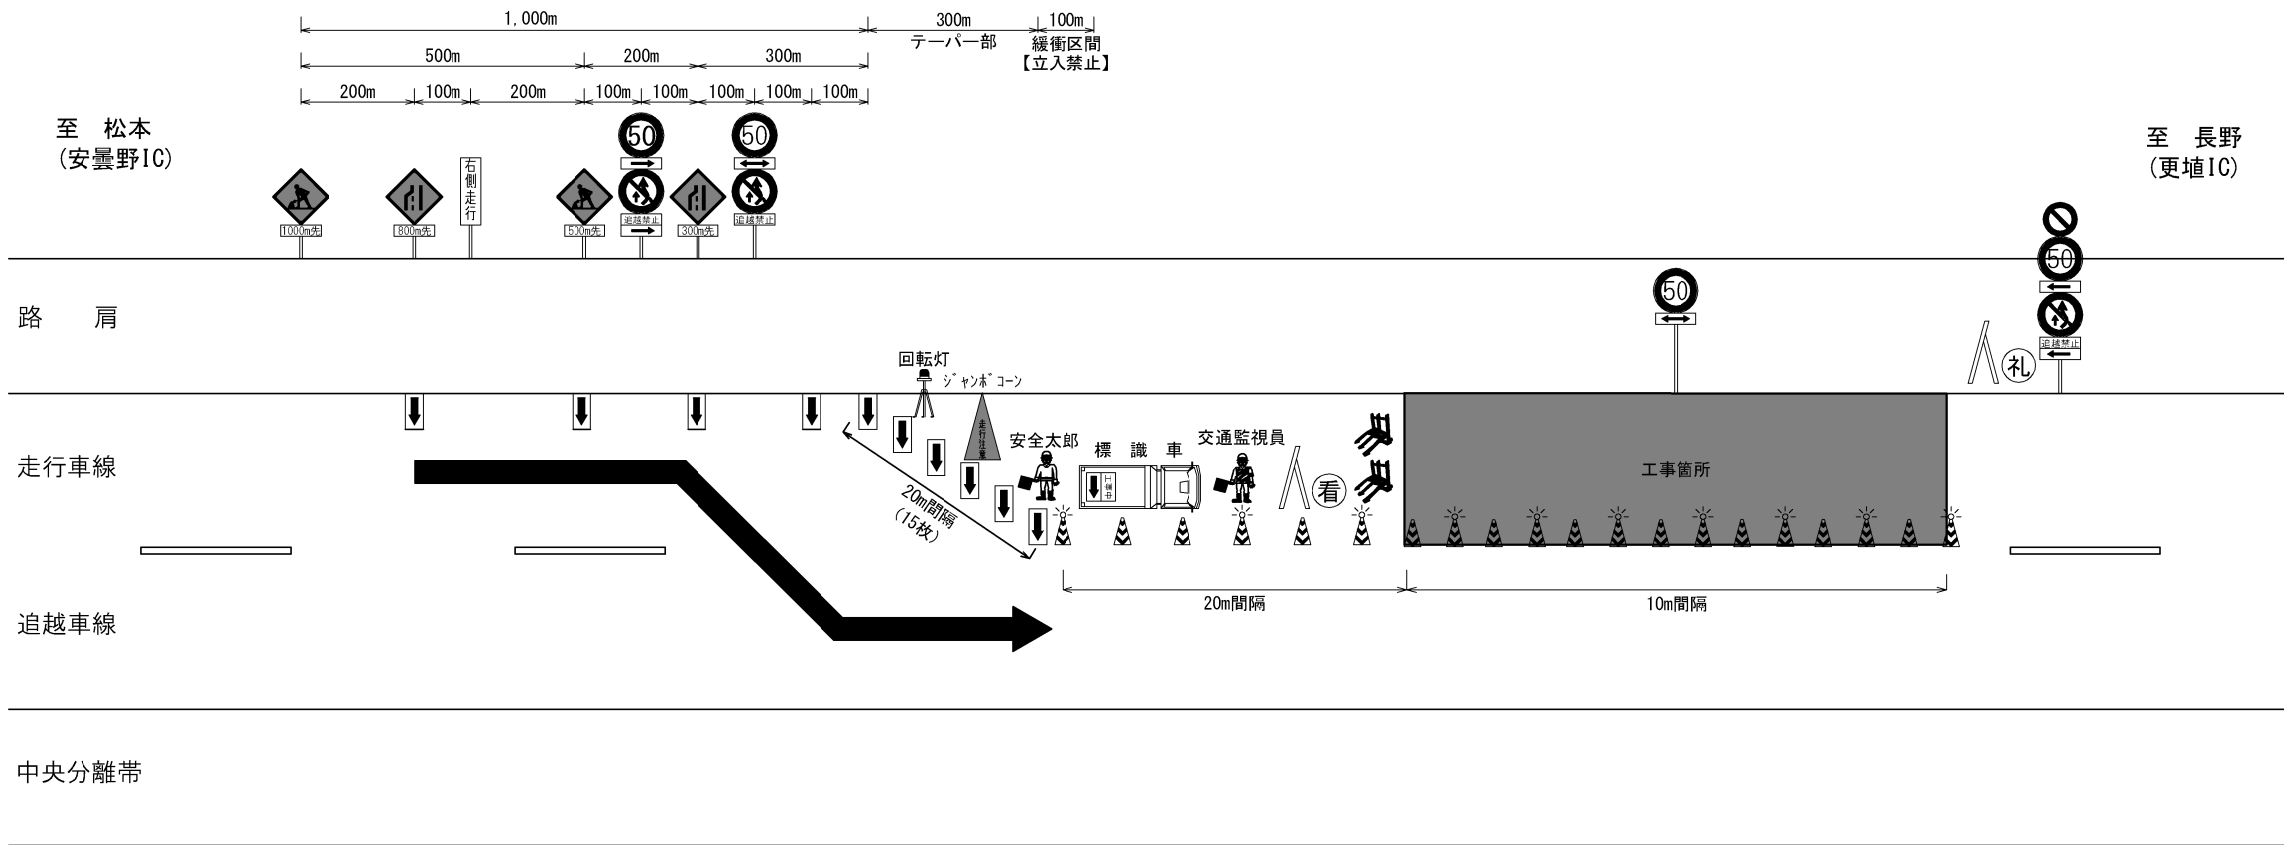 1,000m
300m
100m
テーパー部
緩衝区間
【立入禁止】
500m
200m
300m
200m
100m
200m
100m
100m
100m
100m
100m
至 松本
(安曇野IC)
至 長野
(更埴IC)
50
50
右側走行
追越禁止
追越禁止
1000m先
800m先
500m先
300m先
50
50
追越禁止
路 肩
回転灯
ジャンボコーン
走行注意
礼
走行車線
安全太郎
標 識 車
交通監視員
工事中
看
工事箇所
20m間隔
(15枚)
20m間隔
10m間隔
追越車線
中央分離帯